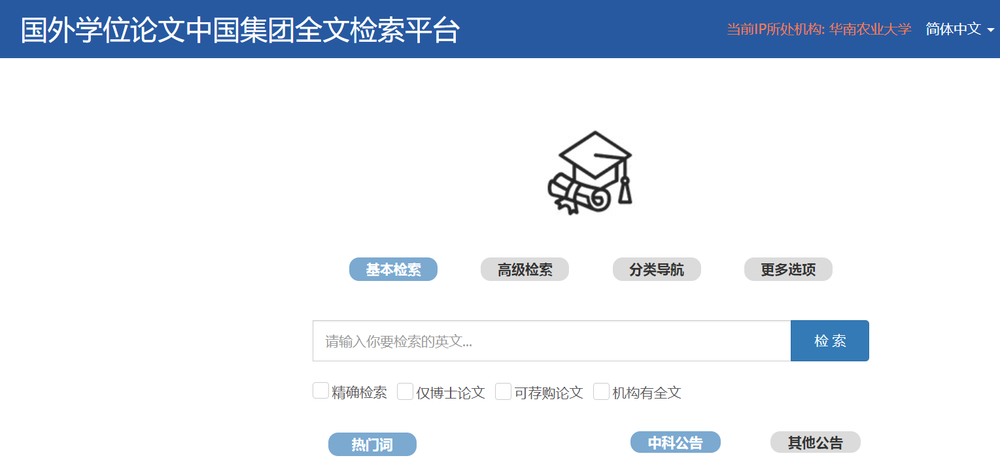 国外学位论文中国集团全文检索平台
当前IP所处机构: 华南农业大学 简体中文
基本检索 高级检索 分类导航 更多选项
请输入你要检索的英文... 检 索
精确检索 仅博士论文 可荐购论文 机构有全文
热门词 中科公告 其他公告